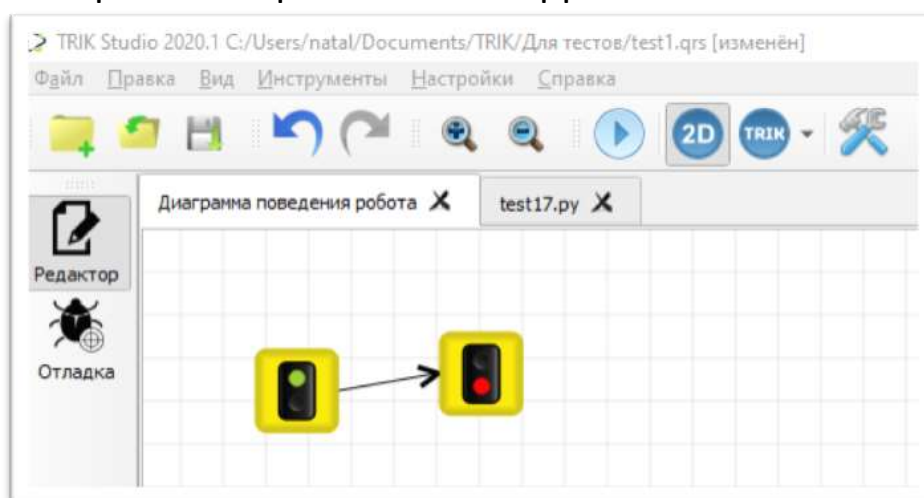 TRIK Studio 2020.1 C:/Users/natal/Documents/TRIK/Для тестов/test1.qrs [изменён]
Файл Правка Вид Инструменты Настройки Справка
2D TRIK
Диаграмма поведения робота test17.py
Редактор
Отладка